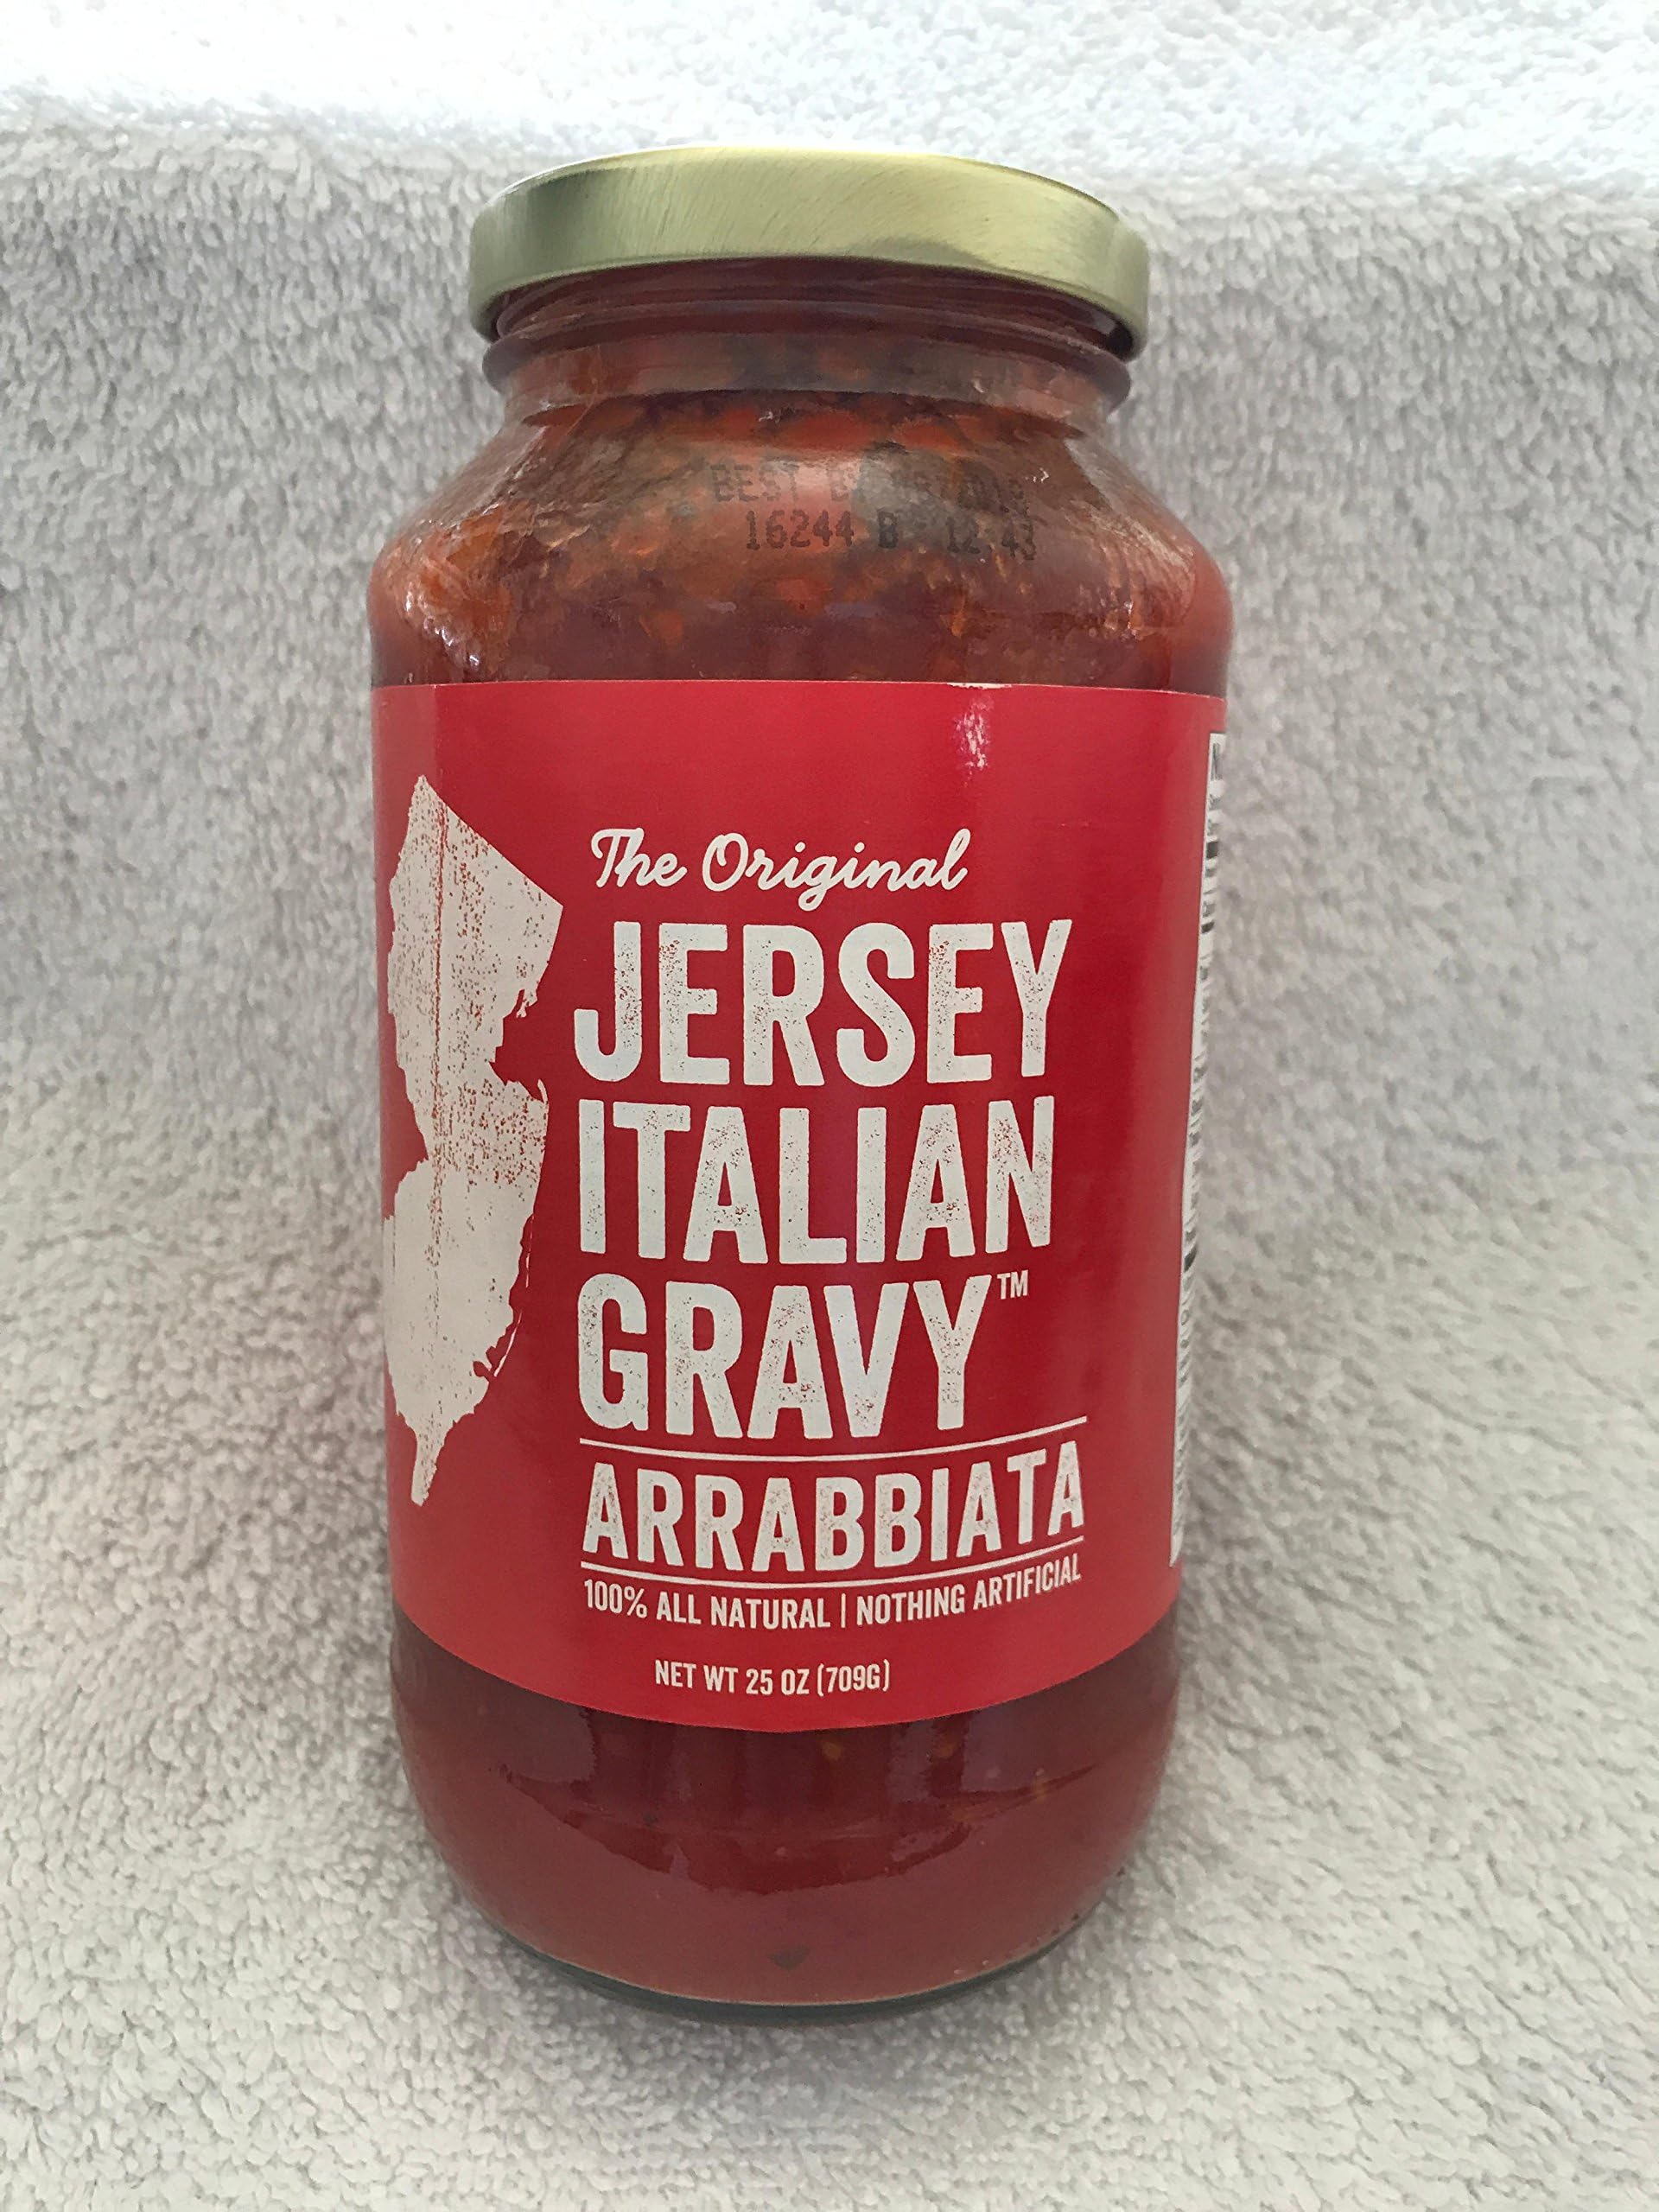 BEST
16244 B 12:43
The Original
JERSEY
ITALIAN
GRAVY™
ARRABBIATA
100% ALL NATURAL | NOTHING ARTIFICIAL
NET WT 25 OZ (709G)